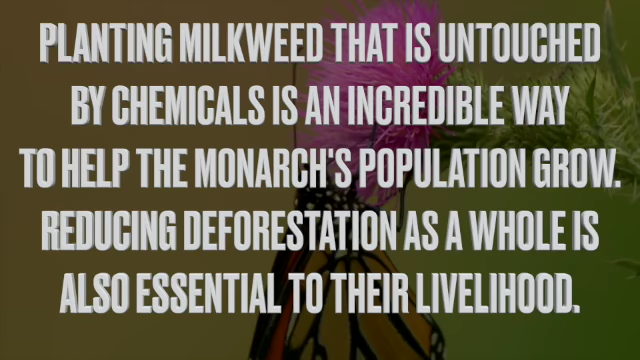 PLANTING MILKWEED THAT IS UNTOUCHED
BY CHEMICALS IS AN INCREDIBLE WAY
TO HELP THE MONARCH'S POPULATION GROW.
REDUCING DEFORESTATION AS A WHOLE IS
ALSO ESSENTIAL TO THEIR LIVELIHOOD.